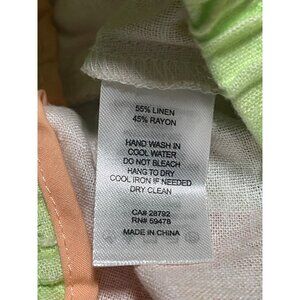 55% LINEN
45% RAYON
HAND WASH IN
COOL WATER
DO NOT BLEACH
HANG TO DRY
COOL IRON IF NEEDED
DRY CLEAN
CA# 28792
RN# 59478
MADE IN CHINA